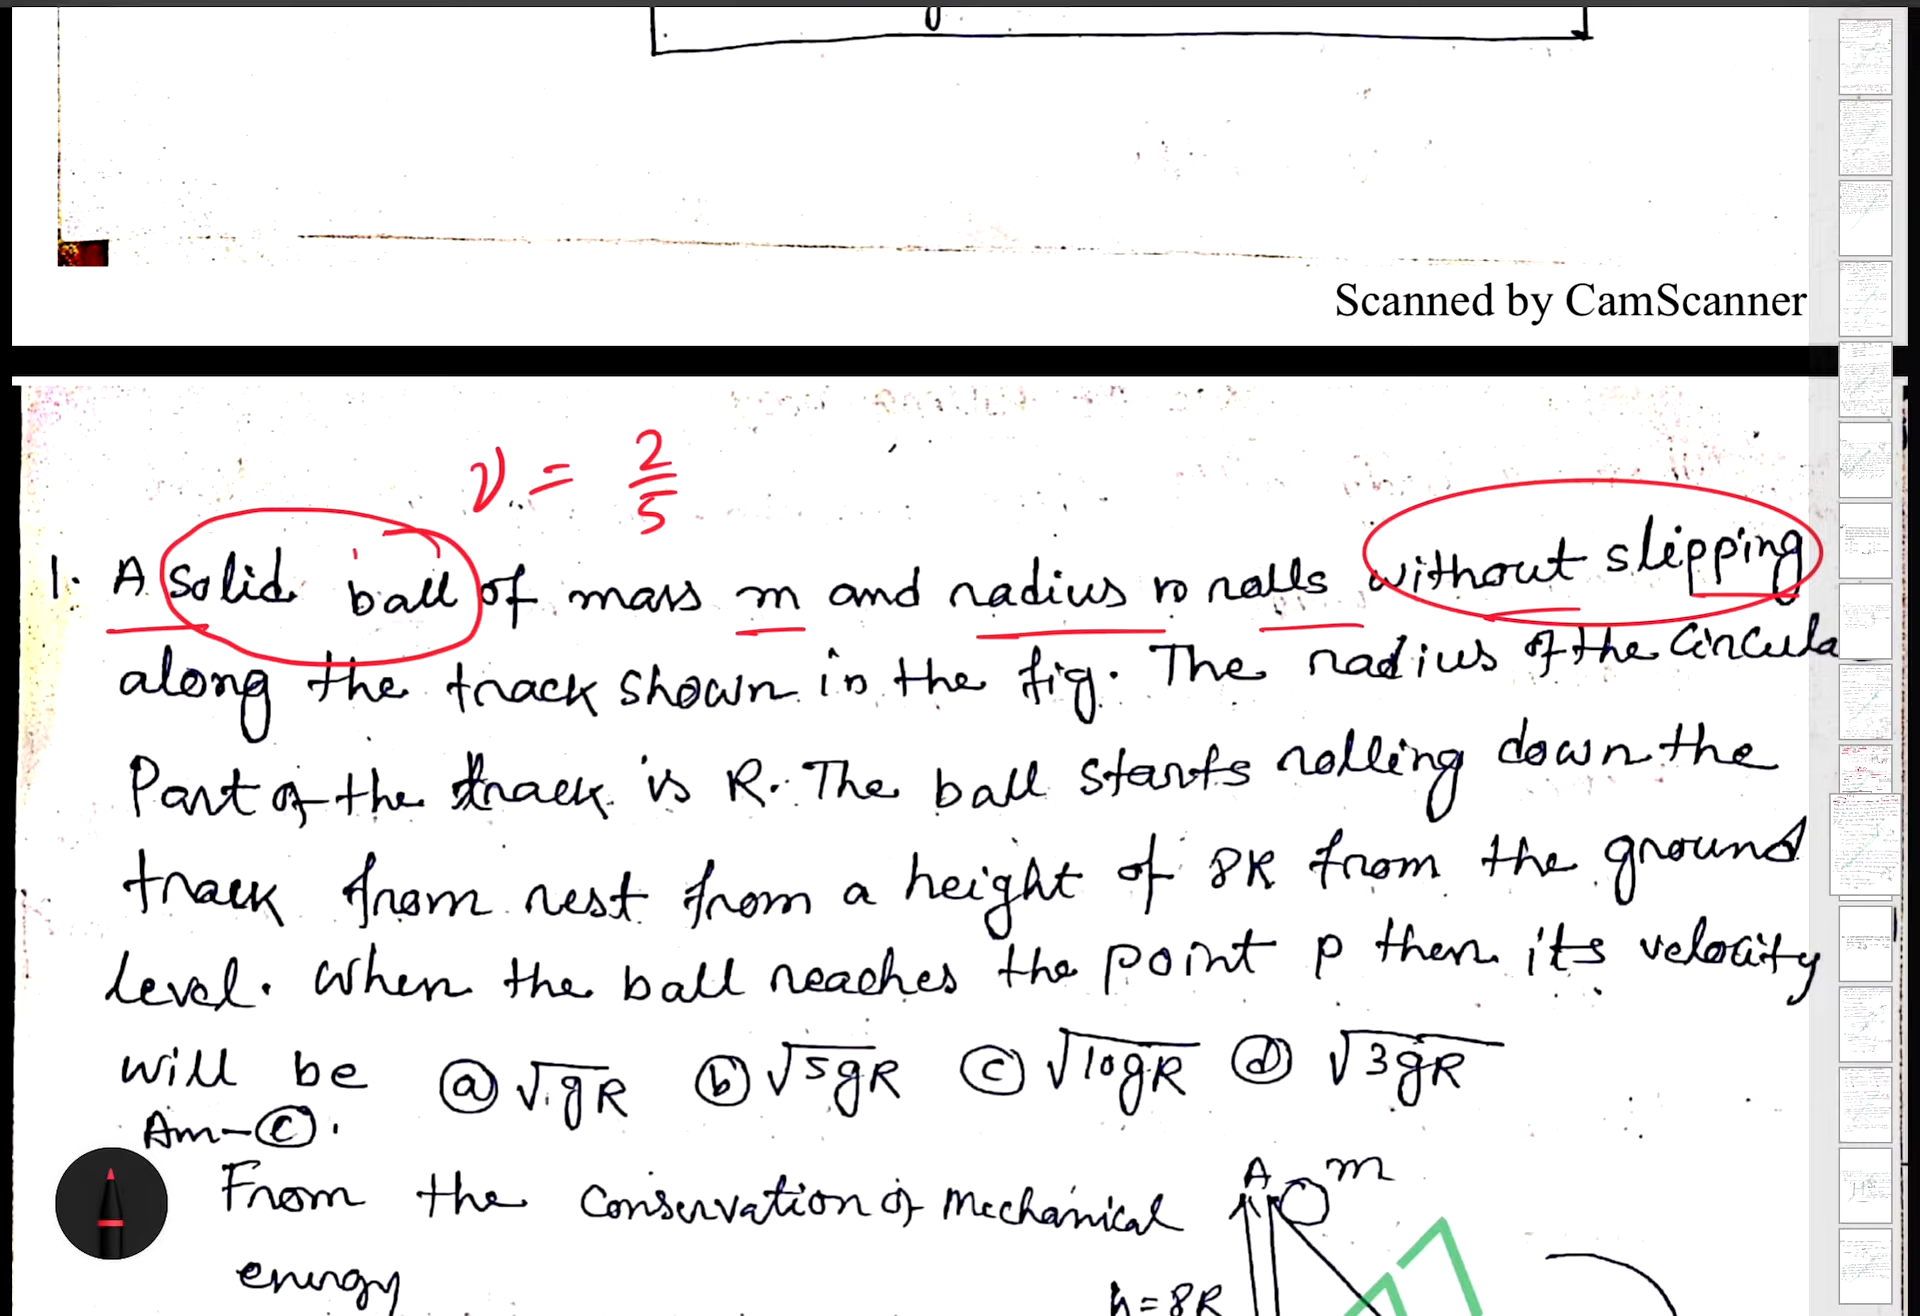 Scanned by CamScanner
ν = 2/5
1. A solid ball of mass m and radius r rolls without slipping
along the track shown in the fig. The radius of the circula
Part of the track is R. The ball starts rolling down the
track from rest from a height of 8R from the ground
level. When the ball reaches the point P then its velocity
will be (a) √gR (b) √5gR (c) √10gR (d) √3gR
Am-(c).
From the conservation of mechanical
energy
A m
h = 8R